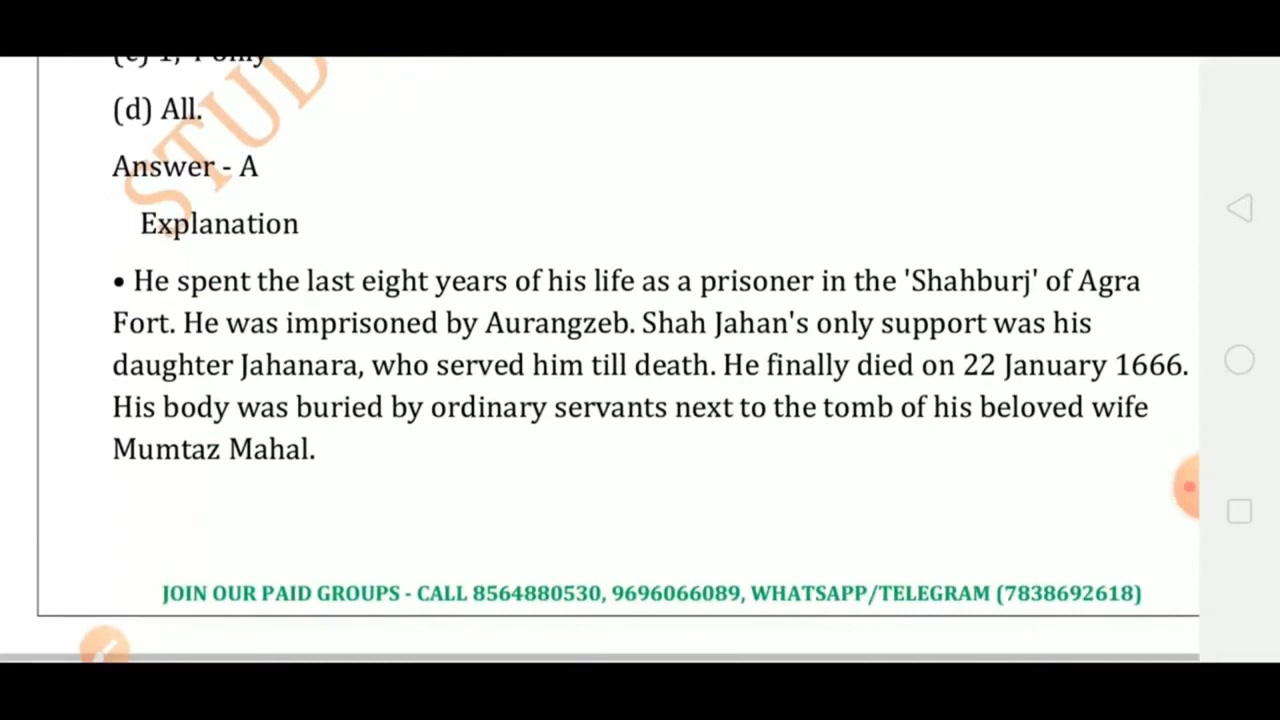 (d) All.
Answer - A
Explanation
• He spent the last eight years of his life as a prisoner in the 'Shahburj' of Agra
Fort. He was imprisoned by Aurangzeb. Shah Jahan's only support was his
daughter Jahanara, who served him till death. He finally died on 22 January 1666.
His body was buried by ordinary servants next to the tomb of his beloved wife
Mumtaz Mahal.
JOIN OUR PAID GROUPS - CALL 8564880530, 9696066089, WHATSAPP/TELEGRAM (7838692618)
STUD